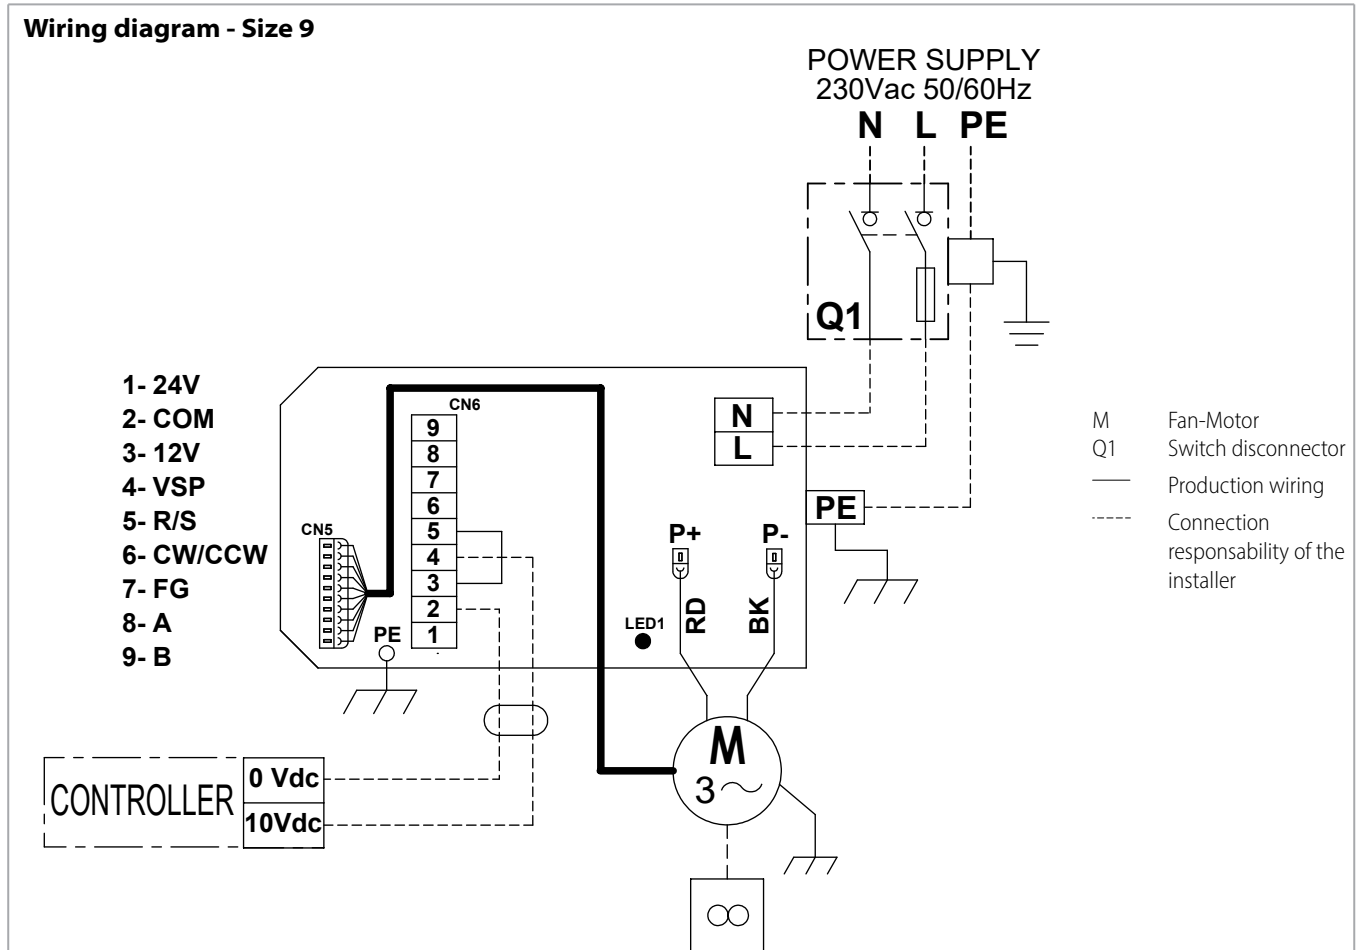 Wiring diagram - Size 9
POWER SUPPLY
230Vac 50/60Hz
N L PE
Q1
1- 24V
2- COM
3- 12V
4- VSP
5- R/S
6- CW/CCW
7- FG
8- A
9- B
CN6
9
8
7
6
5
4
3
2
1
CN5
PE
N
L
PE
P+
P-
RD
BK
LED1
M
3~
CONTROLLER
0 Vdc
10Vdc
M Fan-Motor
Q1 Switch disconnector
Production wiring
Connection
responsability of the
installer